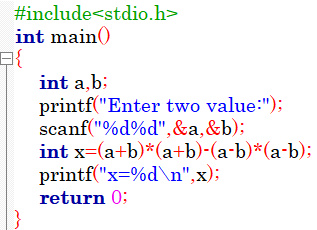 #include<stdio.h>
int main()
{
int a,b;
printf("Enter two value:");
scanf("%d%d",&a,&b);
int x=(a+b)*(a+b)-(a-b)*(a-b);
printf("x=%d\n",x);
return 0;
}